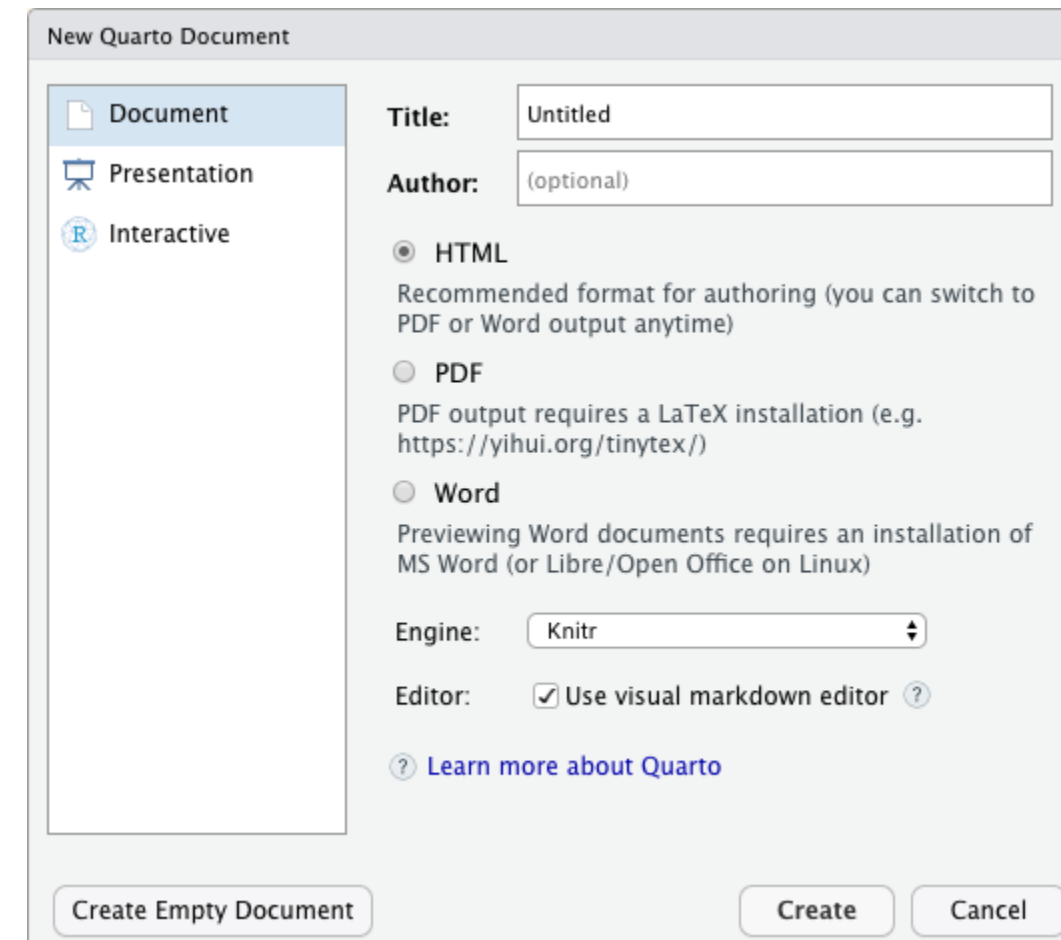 New Quarto Document
Document
Presentation
R Interactive
Title: Untitled
Author: (optional)
HTML
Recommended format for authoring (you can switch to
PDF or Word output anytime)
PDF
PDF output requires a LaTeX installation (e.g.
https://yihui.org/tinytex/)
Word
Previewing Word documents requires an installation of
MS Word (or Libre/Open Office on Linux)
Engine: Knitr
Editor: Use visual markdown editor ?
? Learn more about Quarto
Create Empty Document Create Cancel